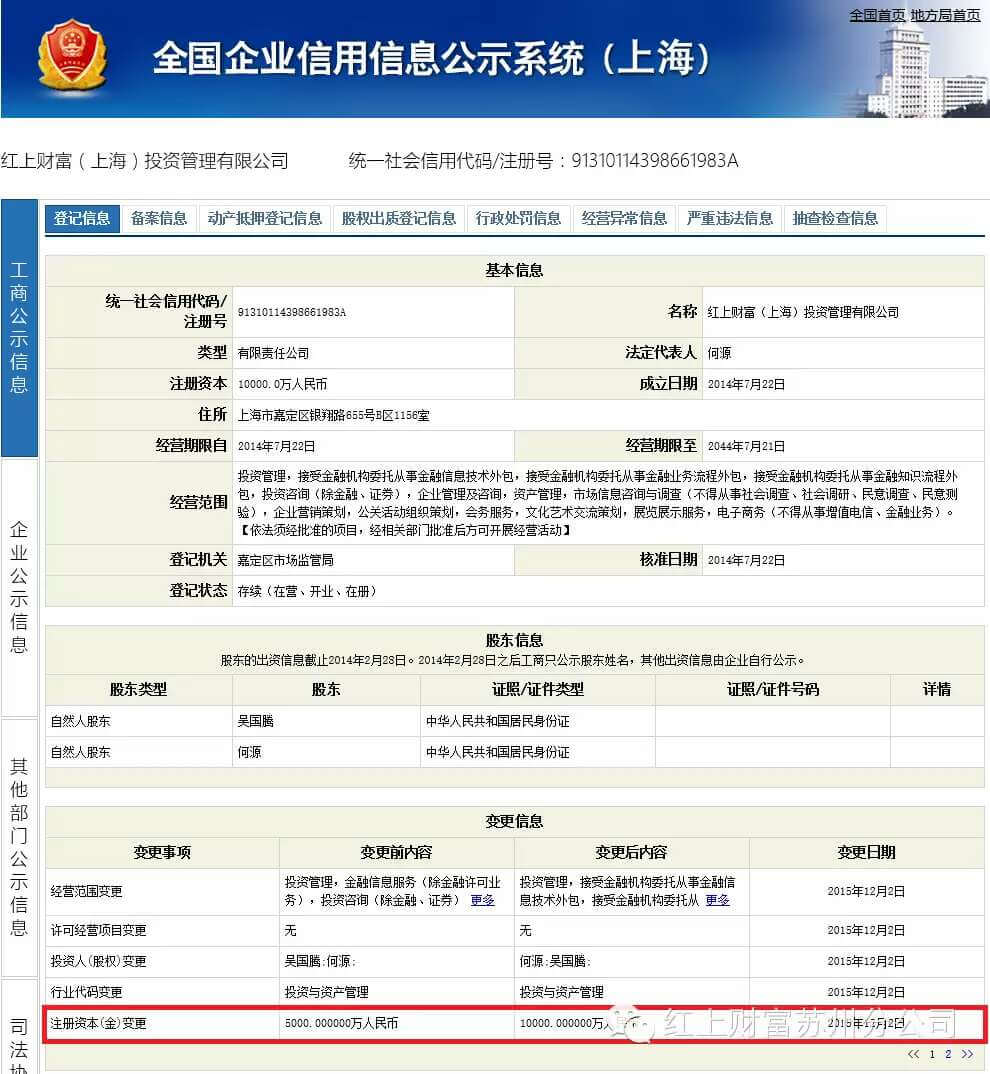 全国首页 地方局首页
全国企业信用信息公示系统（上海）
红上财富（上海）投资管理有限公司 统一社会信用代码/注册号：91310114398661983A
登记信息 备案信息 动产抵押登记信息 股权出质登记信息 行政处罚信息 经营异常信息 严重违法信息 抽查检查信息
工商公示信息
企业公示信息
其他部门公示信息
司法协
基本信息
统一社会信用代码/
注册号 91310114398661983A 名称 红上财富（上海）投资管理有限公司
类型 有限责任公司 法定代表人 何源
注册资本 10000.0万人民币 成立日期 2014年7月22日
住所 上海市嘉定区银翔路655号B区1156室
经营期限自 2014年7月22日 经营期限至 2044年7月21日
经营范围 投资管理，接受金融机构委托从事金融信息技术外包，接受金融机构委托从事金融业务流程外包，接受金融机构委托从事金融知识流程外
包，投资咨询（除金融、证券），企业管理及咨询，资产管理，市场信息咨询与调查（不得从事社会调查、社会调研、民意调查、民意测
验），企业营销策划，公关活动组织策划，会务服务，文化艺术交流策划，展览展示服务，电子商务（不得从事增值电信、金融业务）。
【依法须经批准的项目，经相关部门批准后方可开展经营活动】
登记机关 嘉定区市场监管局 核准日期 2014年7月22日
登记状态 存续（在营、开业、在册）
股东信息
股东的出资信息截止2014年2月28日。2014年2月28日之后工商只公示股东姓名，其他出资信息由企业自行公示。
股东类型 股东 证照/证件类型 证照/证件号码 详情
自然人股东 吴国腾 中华人民共和国居民身份证
自然人股东 何源 中华人民共和国居民身份证
变更信息
变更事项 变更前内容 变更后内容 变更日期
经营范围变更 投资管理，金融信息服务（除金融许可业
务），投资咨询（除金融、证券） 更多 投资管理，接受金融机构委托从事金融信
息技术外包，接受金融机构委托从 更多 2015年12月2日
许可经营项目变更 无 无 2015年12月2日
投资人(股权)变更 吴国腾;何源; 何源;吴国腾; 2015年12月2日
行业代码变更 投资与资产管理 投资与资产管理 2015年12月2日
注册资本(金)变更 5000.000000万人民币 10000.000000万人民币 2015年12月2日
红上财富苏州分公司
<< 1 2 >>